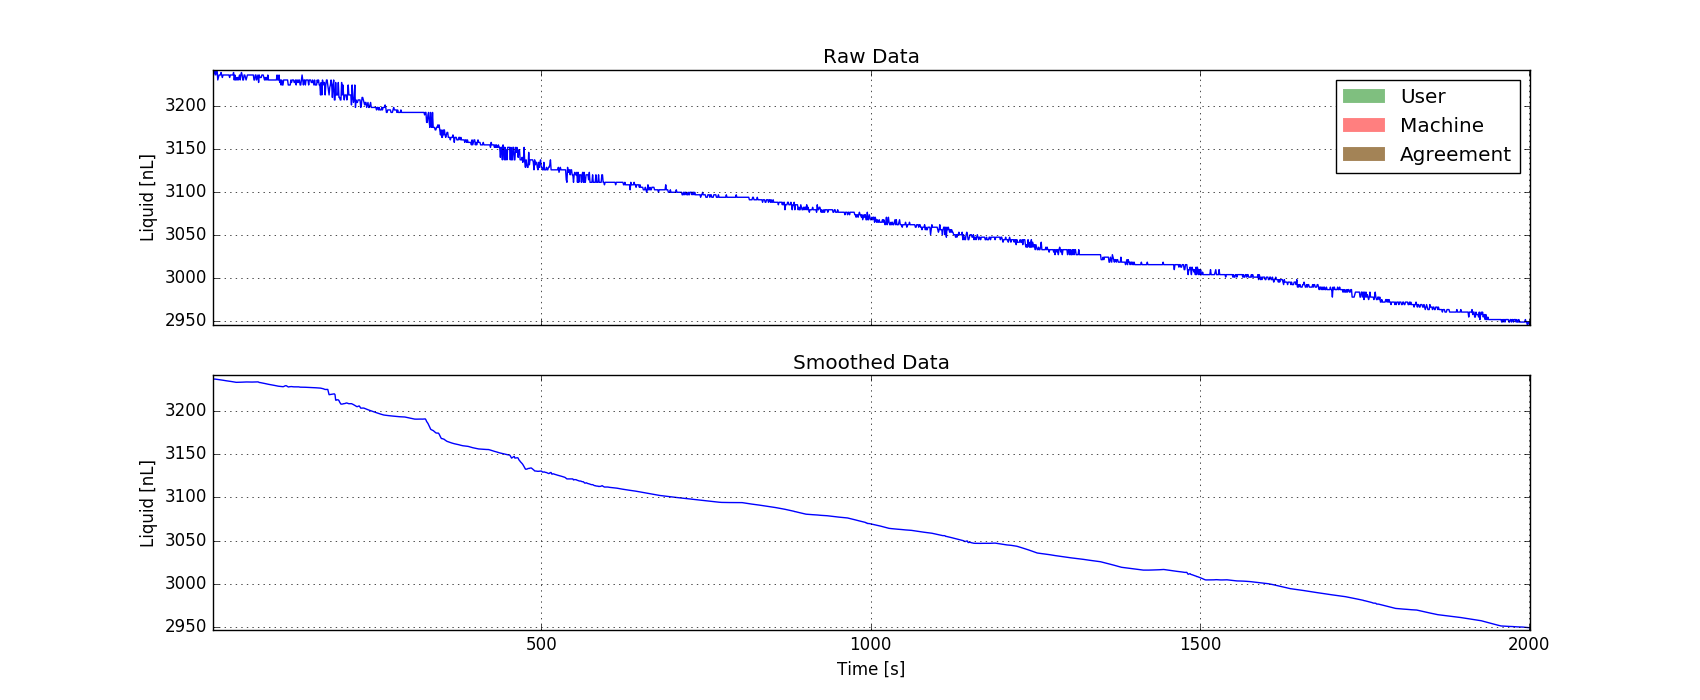 Raw Data
Liquid [nL]
3200
3150
3100
3050
3000
2950
User
Machine
Agreement
Smoothed Data
Liquid [nL]
3200
3150
3100
3050
3000
2950
500
1000
1500
2000
Time [s]